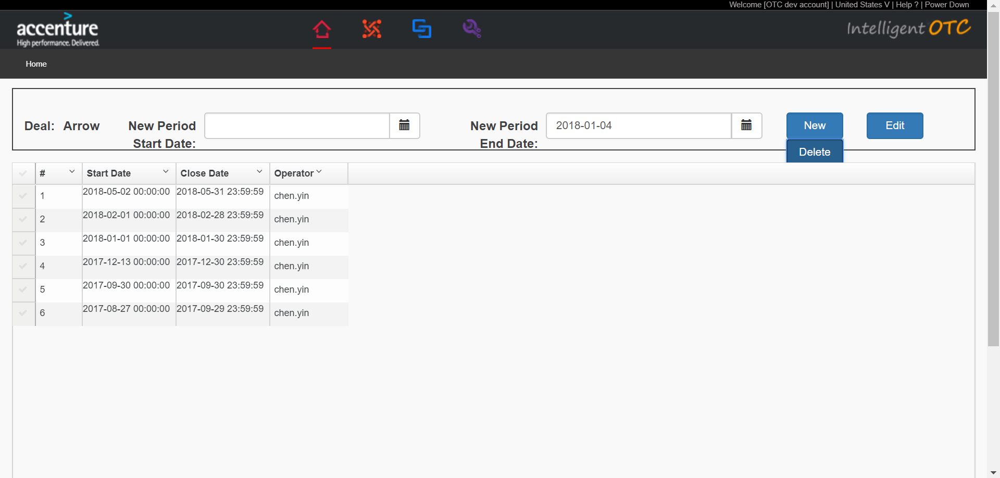 Welcome [OTC dev account] | United States V | Help ? | Power Down
accenture
High performance. Delivered.
Intelligent OTC
Home
Deal: Arrow
New Period
Start Date:
New Period
End Date:
2018-01-04
New
Edit
Delete
# Start Date Close Date Operator
1 2018-05-02 00:00:00 2018-05-31 23:59:59 chen.yin
2 2018-02-01 00:00:00 2018-02-28 23:59:59 chen.yin
3 2018-01-01 00:00:00 2018-01-30 23:59:59 chen.yin
4 2017-12-13 00:00:00 2017-12-30 23:59:59 chen.yin
5 2017-09-30 00:00:00 2017-09-30 23:59:59 chen.yin
6 2017-08-27 00:00:00 2017-09-29 23:59:59 chen.yin